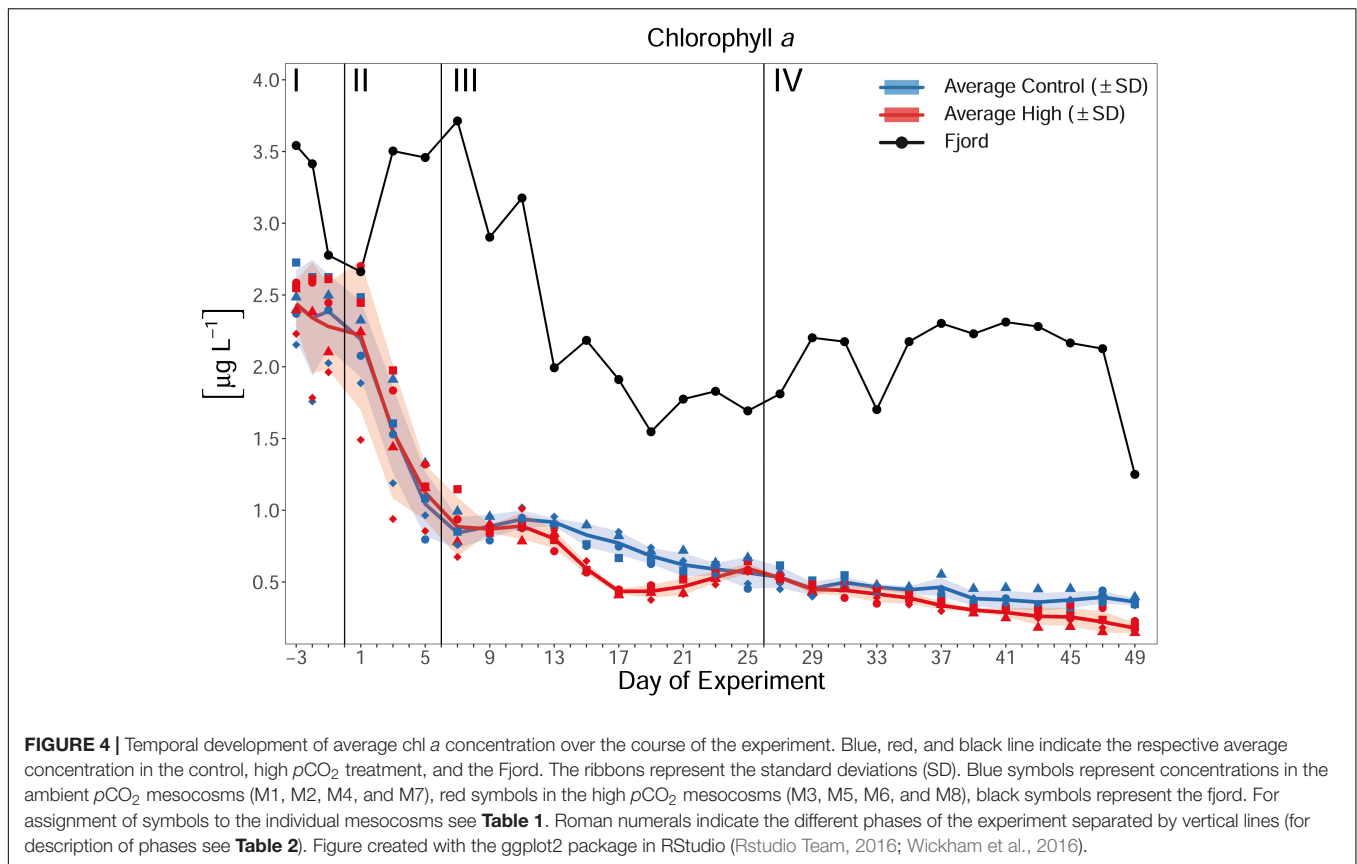 Chlorophyll a
I II III IV
4.0
3.5
3.0
2.5
2.0
1.5
1.0
0.5
[µg L⁻¹]
Average Control (±SD)
Average High (±SD)
Fjord
−3 1 5 9 13 17 21 25 29 33 37 41 45 49
Day of Experiment
FIGURE 4 | Temporal development of average chl a concentration over the course of the experiment. Blue, red, and black line indicate the respective average
concentration in the control, high pCO₂ treatment, and the Fjord. The ribbons represent the standard deviations (SD). Blue symbols represent concentrations in the
ambient pCO₂ mesocosms (M1, M2, M4, and M7), red symbols in the high pCO₂ mesocosms (M3, M5, M6, and M8), black symbols represent the fjord. For
assignment of symbols to the individual mesocosms see Table 1. Roman numerals indicate the different phases of the experiment separated by vertical lines (for
description of phases see Table 2). Figure created with the ggplot2 package in RStudio (Rstudio Team, 2016; Wickham et al., 2016).